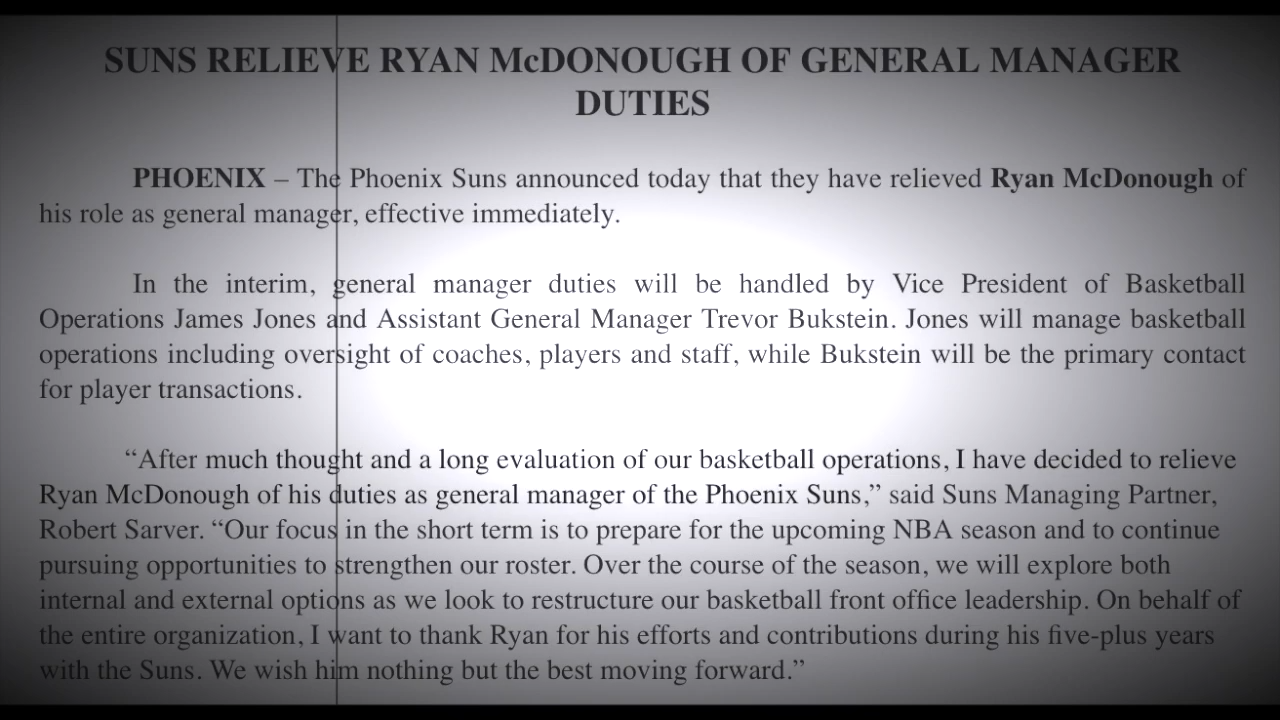 SUNS RELIEVE RYAN McDONOUGH OF GENERAL MANAGER
DUTIES
PHOENIX – The Phoenix Suns announced today that they have relieved Ryan McDonough of
his role as general manager, effective immediately.
In the interim, general manager duties will be handled by Vice President of Basketball
Operations James Jones and Assistant General Manager Trevor Bukstein. Jones will manage basketball
operations including oversight of coaches, players and staff, while Bukstein will be the primary contact
for player transactions.
“After much thought and a long evaluation of our basketball operations, I have decided to relieve
Ryan McDonough of his duties as general manager of the Phoenix Suns,” said Suns Managing Partner,
Robert Sarver. “Our focus in the short term is to prepare for the upcoming NBA season and to continue
pursuing opportunities to strengthen our roster. Over the course of the season, we will explore both
internal and external options as we look to restructure our basketball front office leadership. On behalf of
the entire organization, I want to thank Ryan for his efforts and contributions during his five-plus years
with the Suns. We wish him nothing but the best moving forward.”